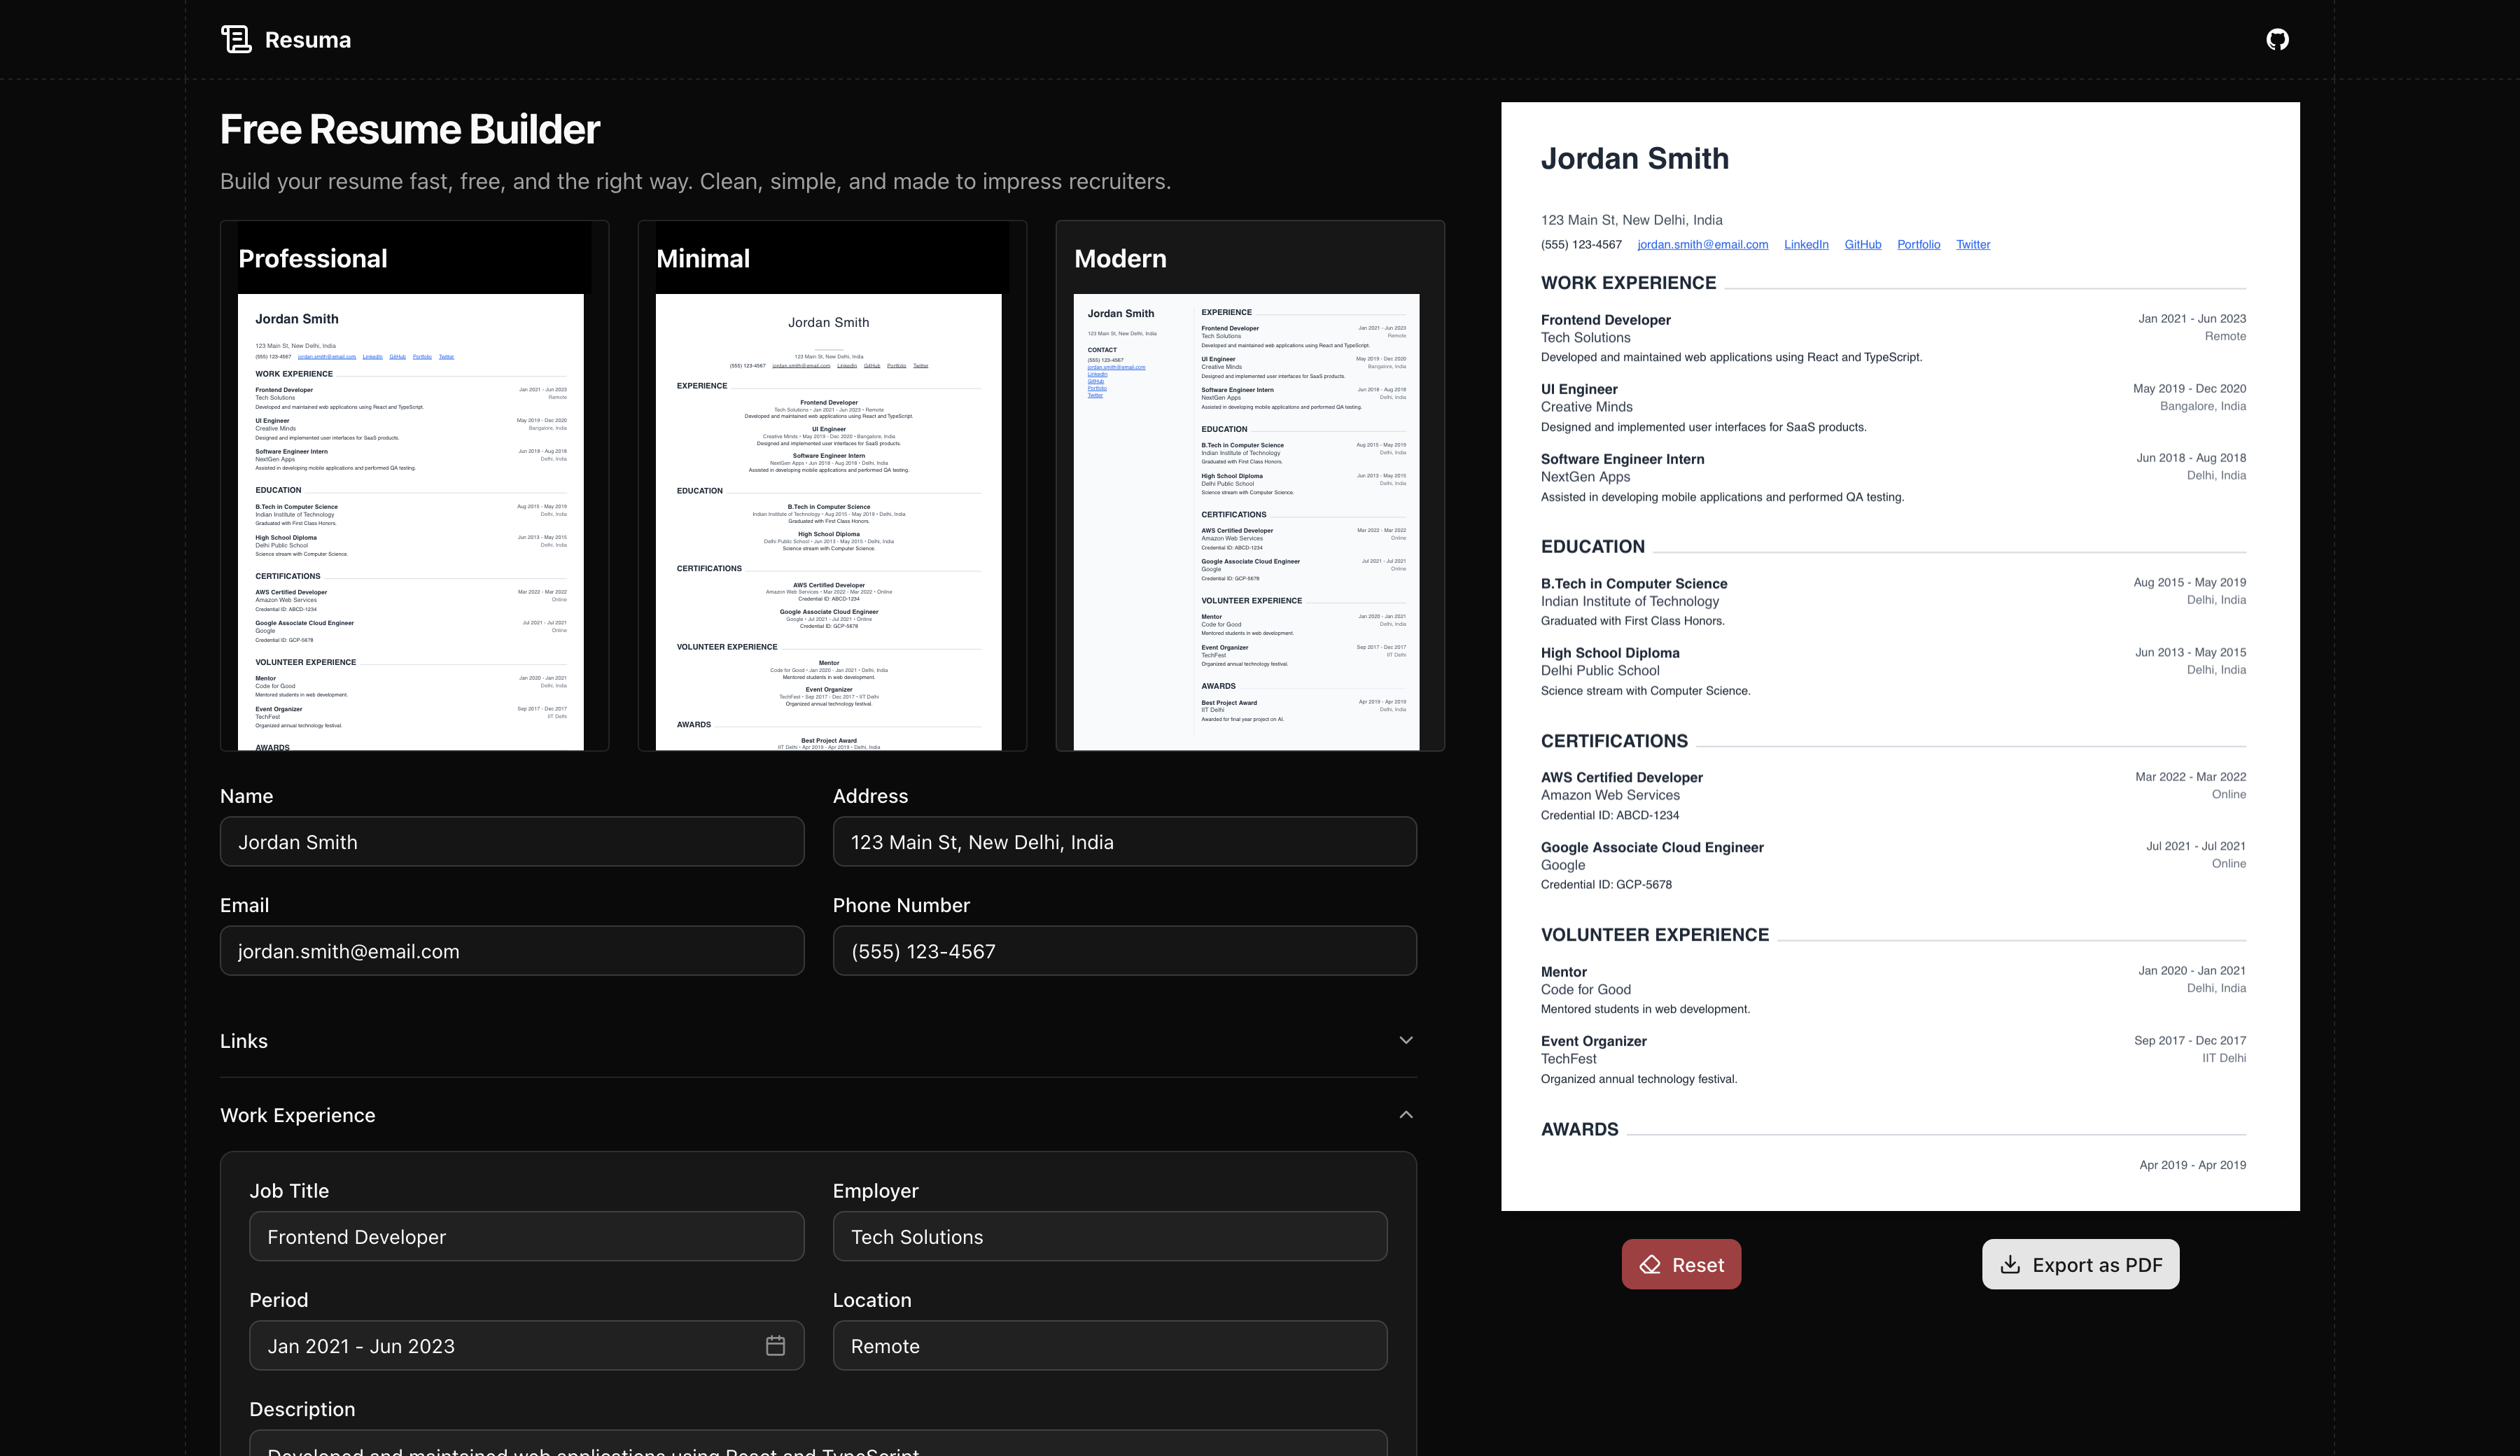 Resuma
Free Resume Builder
Build your resume fast, free, and the right way. Clean, simple, and made to impress recruiters.
Professional
Jordan Smith
123 Main St, New Delhi, India
(555) 123-4567 jordan.smith@email.com LinkedIn GitHub Portfolio Twitter
WORK EXPERIENCE
Frontend Developer Jan 2021 - Jun 2023
Tech Solutions Remote
Developed and maintained web applications using React and TypeScript.
UI Engineer May 2019 - Dec 2020
Creative Minds Bangalore, India
Designed and implemented user interfaces for SaaS products.
Software Engineer Intern Jun 2018 - Aug 2018
NextGen Apps Delhi, India
Assisted in developing mobile applications and performed QA testing.
EDUCATION
B.Tech in Computer Science Aug 2015 - May 2019
Indian Institute of Technology Delhi, India
Graduated with First Class Honors.
High School Diploma Jun 2013 - May 2015
Delhi Public School Delhi, India
Science stream with Computer Science.
CERTIFICATIONS
AWS Certified Developer Mar 2022 - Mar 2022
Amazon Web Services Online
Credential ID: ABCD-1234
Google Associate Cloud Engineer Jul 2021 - Jul 2021
Google Online
Credential ID: GCP-5678
VOLUNTEER EXPERIENCE
Mentor Jan 2020 - Jan 2021
Code for Good Delhi, India
Mentored students in web development.
Event Organizer Sep 2017 - Dec 2017
TechFest IIT Delhi
Organized annual technology festival.
AWARDS
Minimal
Jordan Smith
123 Main St, New Delhi, India
(555) 123-4567 jordan.smith@email.com LinkedIn GitHub Portfolio Twitter
EXPERIENCE
Frontend Developer
Tech Solutions • Jan 2021 - Jun 2023 • Remote
Developed and maintained web applications using React and TypeScript.
UI Engineer
Creative Minds • May 2019 - Dec 2020 • Bangalore, India
Designed and implemented user interfaces for SaaS products.
Software Engineer Intern
NextGen Apps • Jun 2018 - Aug 2018 • Delhi, India
Assisted in developing mobile applications and performed QA testing.
EDUCATION
B.Tech in Computer Science
Indian Institute of Technology • Aug 2015 - May 2019 • Delhi, India
Graduated with First Class Honors.
High School Diploma
Delhi Public School • Jun 2013 - May 2015 • Delhi, India
Science stream with Computer Science.
CERTIFICATIONS
AWS Certified Developer
Amazon Web Services • Mar 2022 - Mar 2022 • Online
Credential ID: ABCD-1234
Google Associate Cloud Engineer
Google • Jul 2021 - Jul 2021 • Online
Credential ID: GCP-5678
VOLUNTEER EXPERIENCE
Mentor
Code for Good • Jan 2020 - Jan 2021 • Delhi, India
Mentored students in web development.
Event Organizer
TechFest • Sep 2017 - Dec 2017 • IIT Delhi
Organized annual technology festival.
AWARDS
Best Project Award
IIT Delhi • Apr 2019 - Apr 2019 • Delhi, India
Modern
Jordan Smith
123 Main St, New Delhi, India
CONTACT
(555) 123-4567
jordan.smith@email.com
LinkedIn
GitHub
Portfolio
Twitter
EXPERIENCE
Frontend Developer Jan 2021 - Jun 2023
Tech Solutions Remote
Developed and maintained web applications using React and TypeScript.
UI Engineer May 2019 - Dec 2020
Creative Minds Bangalore, India
Designed and implemented user interfaces for SaaS products.
Software Engineer Intern Jun 2018 - Aug 2018
NextGen Apps Delhi, India
Assisted in developing mobile applications and performed QA testing.
EDUCATION
B.Tech in Computer Science Aug 2015 - May 2019
Indian Institute of Technology Delhi, India
Graduated with First Class Honors.
High School Diploma Jun 2013 - May 2015
Delhi Public School Delhi, India
Science stream with Computer Science.
CERTIFICATIONS
AWS Certified Developer Mar 2022 - Mar 2022
Amazon Web Services Online
Credential ID: ABCD-1234
Google Associate Cloud Engineer Jul 2021 - Jul 2021
Google Online
Credential ID: GCP-5678
VOLUNTEER EXPERIENCE
Mentor Jan 2020 - Jan 2021
Code for Good Delhi, India
Mentored students in web development.
Event Organizer Sep 2017 - Dec 2017
TechFest IIT Delhi
Organized annual technology festival.
AWARDS
Best Project Award Apr 2019 - Apr 2019
IIT Delhi Delhi, India
Awarded for final year project on AI.
Name
Jordan Smith
Address
123 Main St, New Delhi, India
Email
jordan.smith@email.com
Phone Number
(555) 123-4567
Links
Work Experience
Job Title
Frontend Developer
Employer
Tech Solutions
Period
Jan 2021 - Jun 2023
Location
Remote
Description
Developed and maintained web applications using React and TypeScript.
Jordan Smith
123 Main St, New Delhi, India
(555) 123-4567 jordan.smith@email.com LinkedIn GitHub Portfolio Twitter
WORK EXPERIENCE
Frontend Developer Jan 2021 - Jun 2023
Tech Solutions Remote
Developed and maintained web applications using React and TypeScript.
UI Engineer May 2019 - Dec 2020
Creative Minds Bangalore, India
Designed and implemented user interfaces for SaaS products.
Software Engineer Intern Jun 2018 - Aug 2018
NextGen Apps Delhi, India
Assisted in developing mobile applications and performed QA testing.
EDUCATION
B.Tech in Computer Science Aug 2015 - May 2019
Indian Institute of Technology Delhi, India
Graduated with First Class Honors.
High School Diploma Jun 2013 - May 2015
Delhi Public School Delhi, India
Science stream with Computer Science.
CERTIFICATIONS
AWS Certified Developer Mar 2022 - Mar 2022
Amazon Web Services Online
Credential ID: ABCD-1234
Google Associate Cloud Engineer Jul 2021 - Jul 2021
Google Online
Credential ID: GCP-5678
VOLUNTEER EXPERIENCE
Mentor Jan 2020 - Jan 2021
Code for Good Delhi, India
Mentored students in web development.
Event Organizer Sep 2017 - Dec 2017
TechFest IIT Delhi
Organized annual technology festival.
AWARDS
Apr 2019 - Apr 2019
Reset
Export as PDF